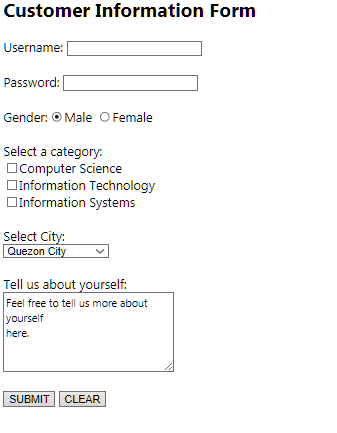 Customer Information Form
Username:
Password:
Gender: Male Female
Select a category:
Computer Science
Information Technology
Information Systems
Select City:
Quezon City
Tell us about yourself:
Feel free to tell us more about
yourself
here.
SUBMIT CLEAR